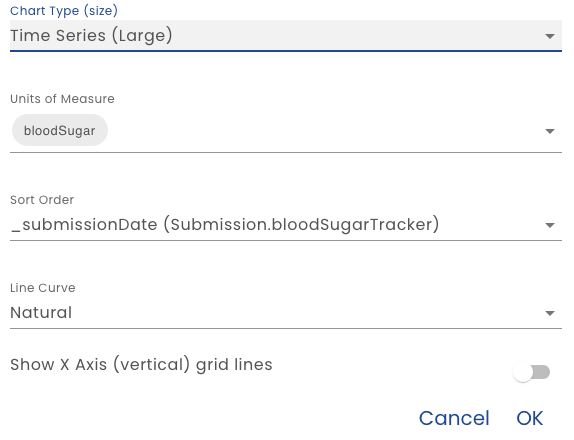 Chart Type (size)
Time Series (Large)
Units of Measure
bloodSugar
Sort Order
_submissionDate (Submission.bloodSugarTracker)
Line Curve
Natural
Show X Axis (vertical) grid lines
Cancel OK